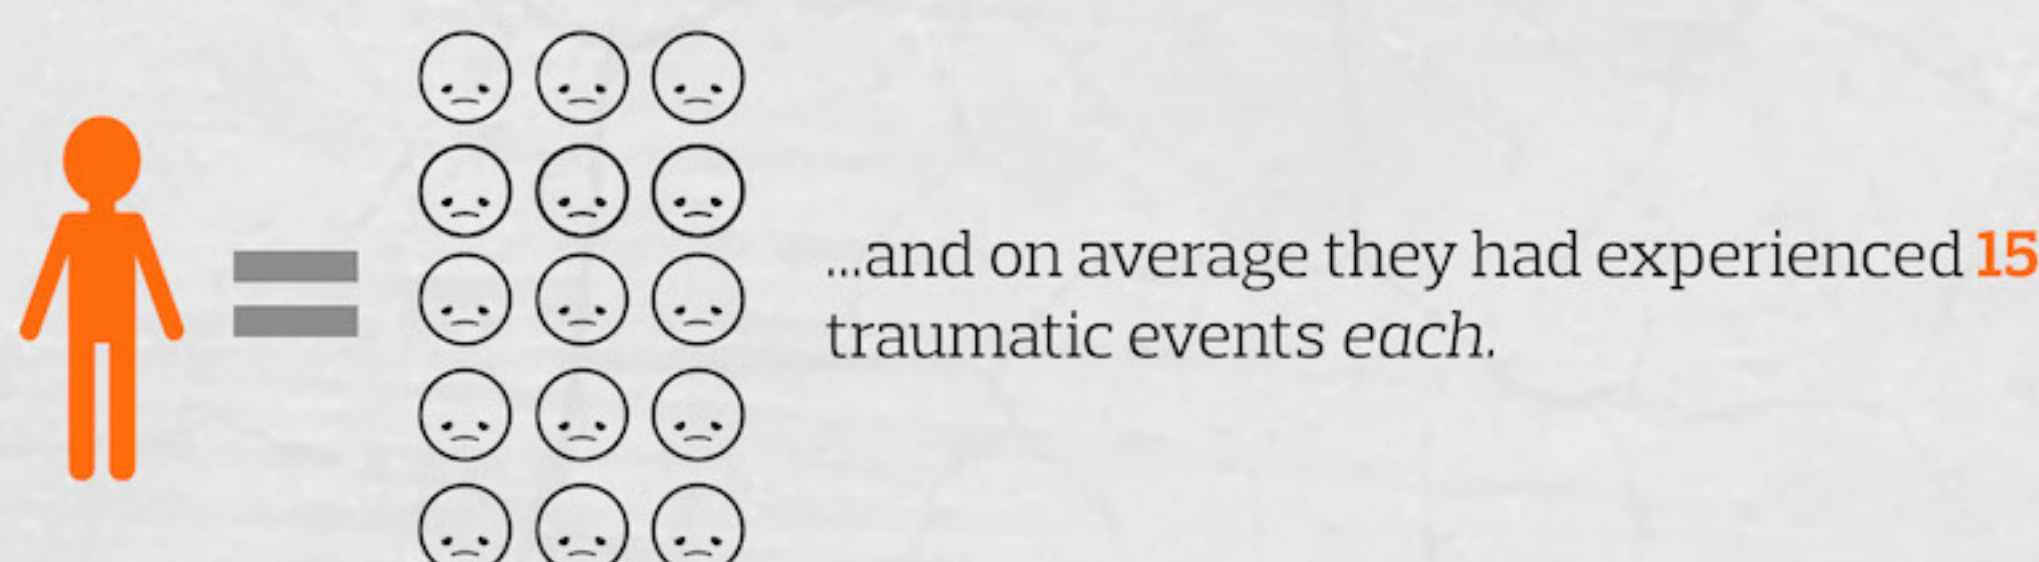 ...and on average they had experienced 15
traumatic events each.